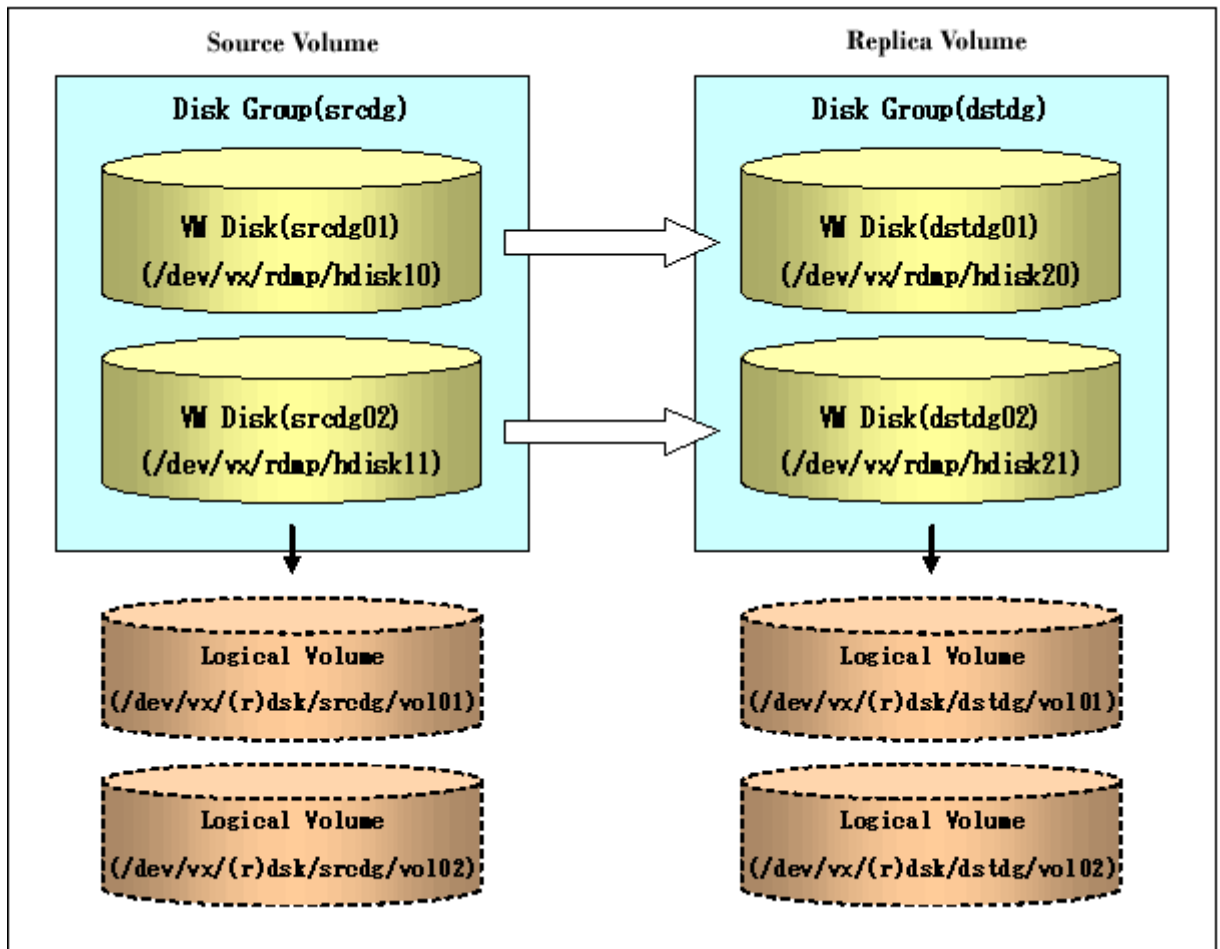 Source Volume
Replica Volume
Disk Group(srcdg)
VM Disk(srcdg01)
(/dev/vx/rdmp/hdisk10)
VM Disk(srcdg02)
(/dev/vx/rdmp/hdisk11)
Disk Group(dstdg)
VM Disk(dstdg01)
(/dev/vx/rdmp/hdisk20)
VM Disk(dstdg02)
(/dev/vx/rdmp/hdisk21)
Logical Volume
(/dev/vx/(r)dsk/srcdg/vol01)
Logical Volume
(/dev/vx/(r)dsk/srcdg/vol02)
Logical Volume
(/dev/vx/(r)dsk/dstdg/vol01)
Logical Volume
(/dev/vx/(r)dsk/dstdg/vol02)